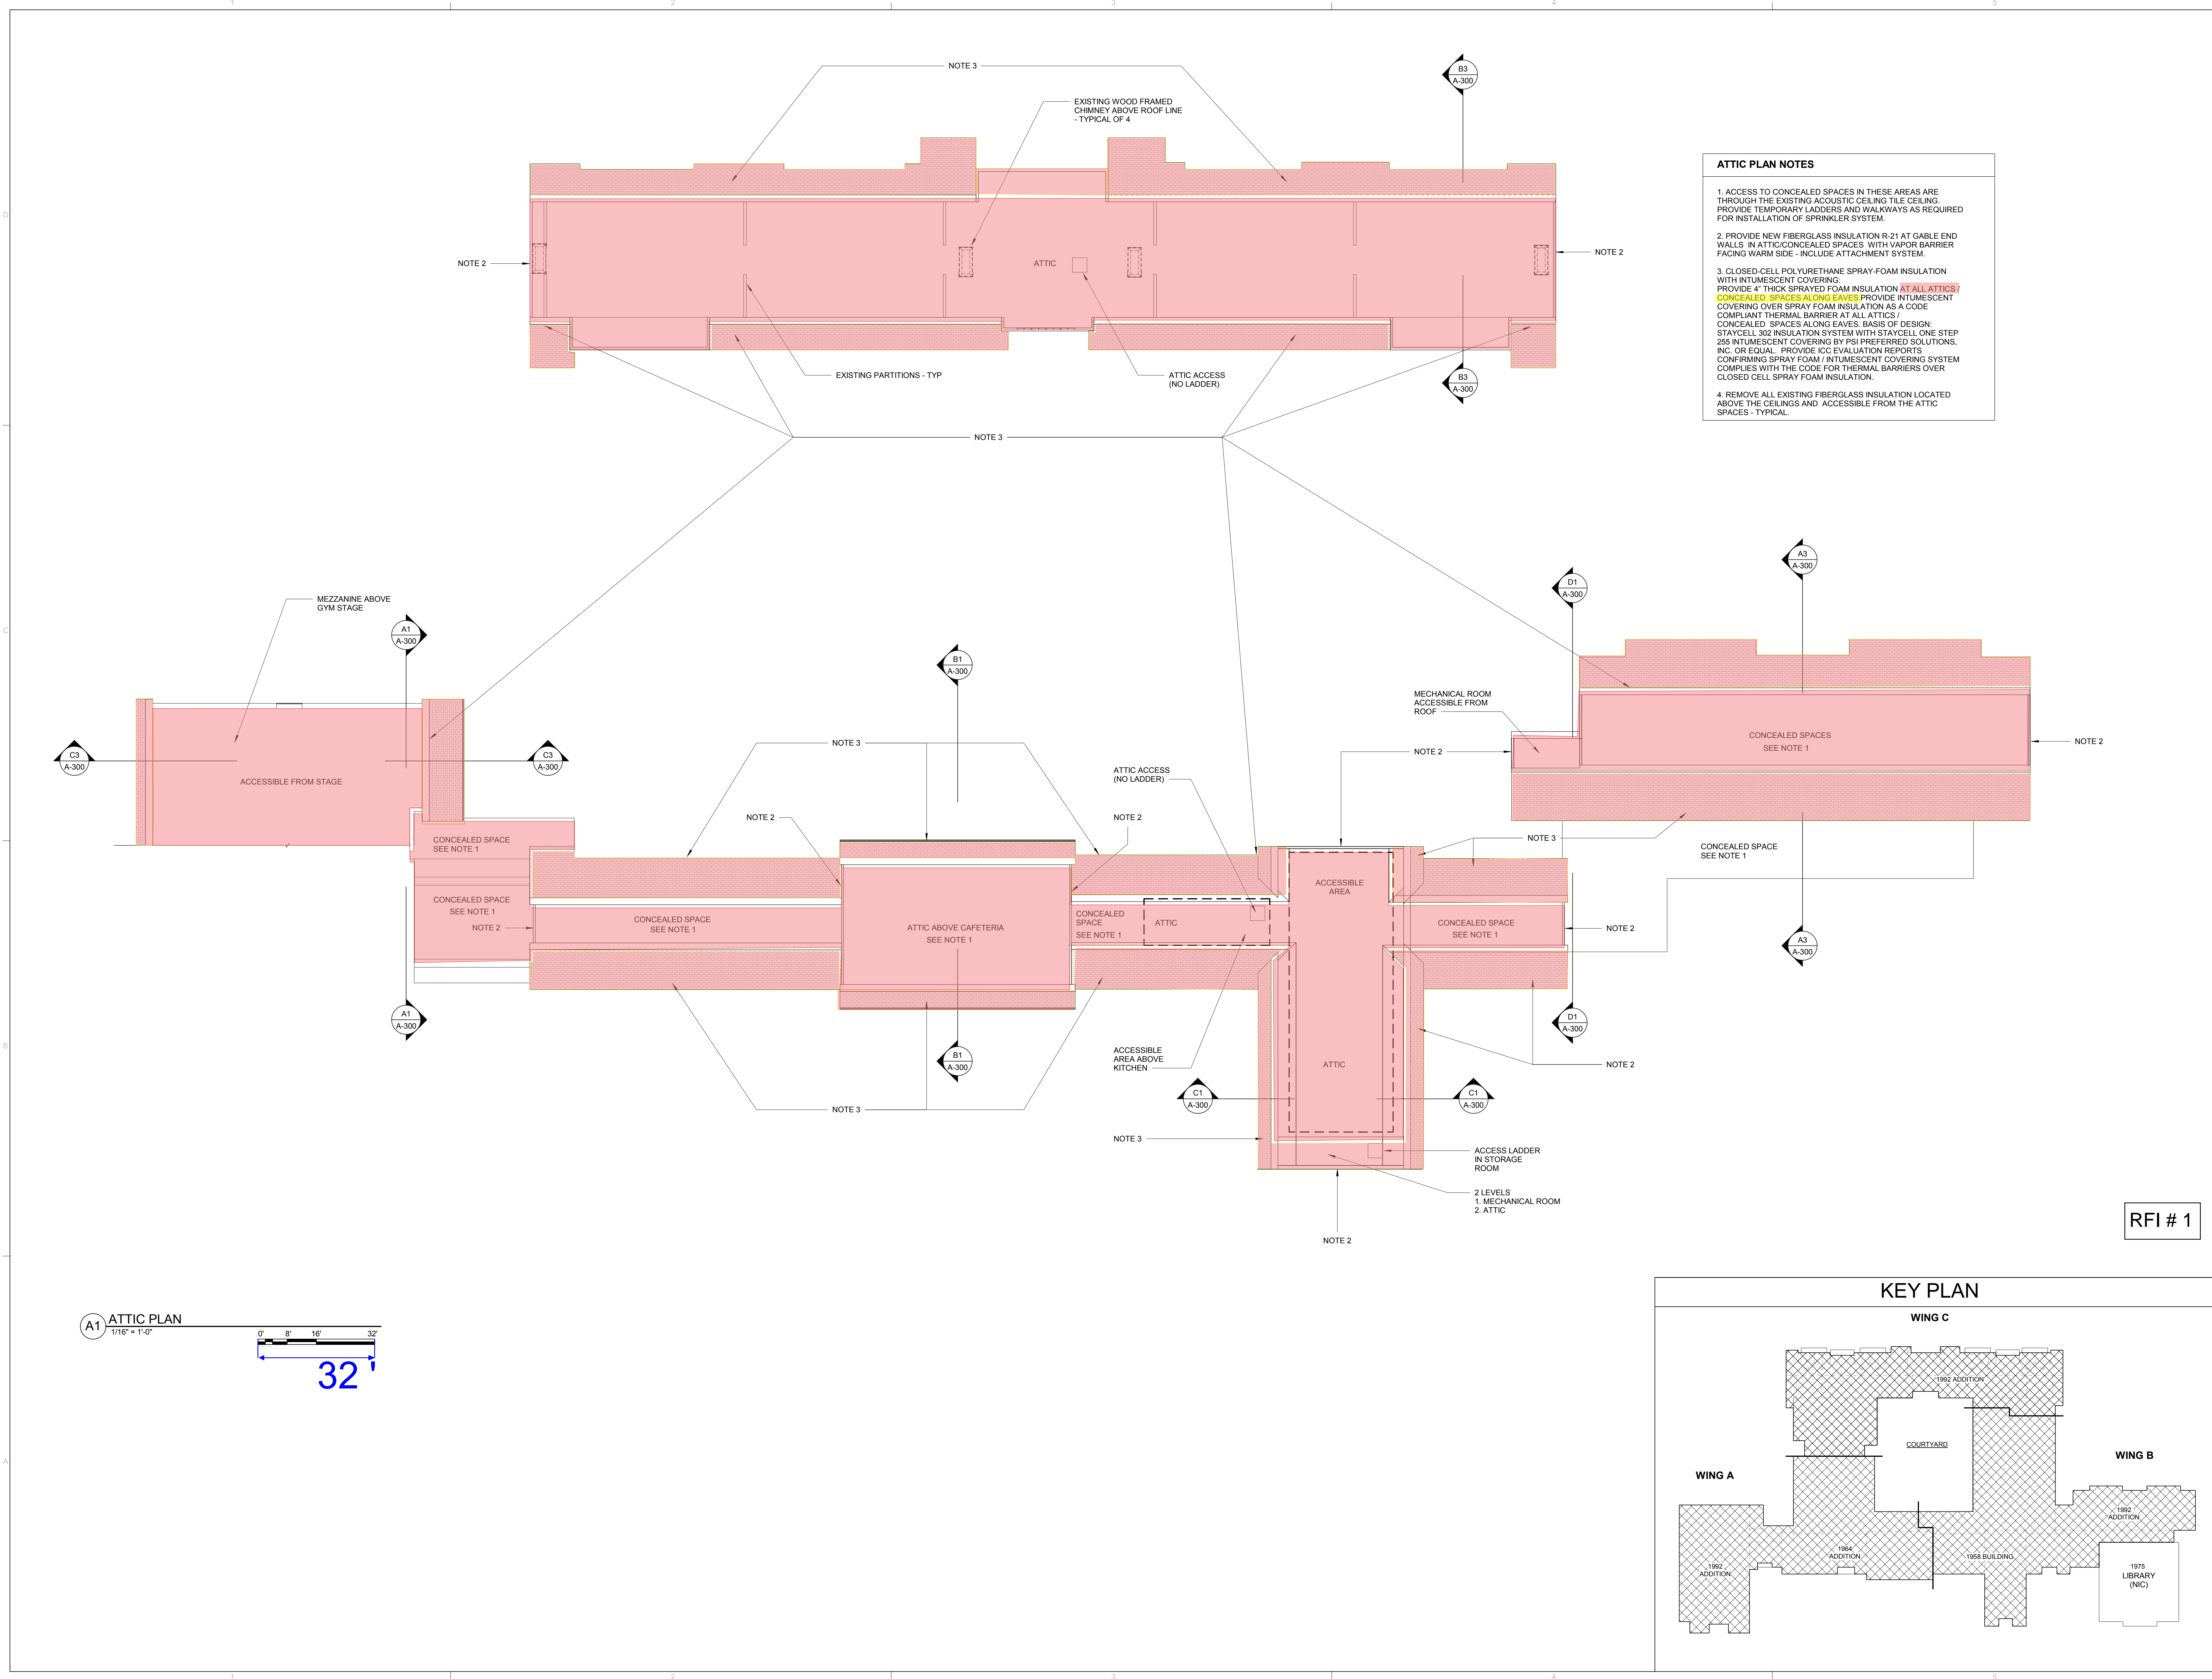 1 2 3 4 5
NOTE 3
B3
A-300
EXISTING WOOD FRAMED
CHIMNEY ABOVE ROOF LINE
- TYPICAL OF 4
ATTIC PLAN NOTES
1. ACCESS TO CONCEALED SPACES IN THESE AREAS ARE
THROUGH THE EXISTING ACOUSTIC CEILING TILE CEILING.
PROVIDE TEMPORARY LADDERS AND WALKWAYS AS REQUIRED
FOR INSTALLATION OF SPRINKLER SYSTEM.
2. PROVIDE NEW FIBERGLASS INSULATION R-21 AT GABLE END
WALLS IN ATTIC/CONCEALED SPACES WITH VAPOR BARRIER
FACING WARM SIDE - INCLUDE ATTACHMENT SYSTEM.
3. CLOSED-CELL POLYURETHANE SPRAY-FOAM INSULATION
WITH INTUMESCENT COVERING:
PROVIDE 4" THICK SPRAYED FOAM INSULATION AT ALL ATTICS /
CONCEALED SPACES ALONG EAVES.PROVIDE INTUMESCENT
COVERING OVER SPRAY FOAM INSULATION AS A CODE
COMPLIANT THERMAL BARRIER AT ALL ATTICS /
CONCEALED SPACES ALONG EAVES. BASIS OF DESIGN:
STAYCELL 302 INSULATION SYSTEM WITH STAYCELL ONE STEP
255 INTUMESCENT COVERING BY PSI PREFERRED SOLUTIONS,
INC. OR EQUAL. PROVIDE ICC EVALUATION REPORTS
CONFIRMING SPRAY FOAM / INTUMESCENT COVERING SYSTEM
COMPLIES WITH THE CODE FOR THERMAL BARRIERS OVER
CLOSED CELL SPRAY FOAM INSULATION.
4. REMOVE ALL EXISTING FIBERGLASS INSULATION LOCATED
ABOVE THE CEILINGS AND ACCESSIBLE FROM THE ATTIC
SPACES - TYPICAL.
D
NOTE 2
ATTIC
NOTE 2
EXISTING PARTITIONS - TYP
ATTIC ACCESS
(NO LADDER)
B3
A-300
NOTE 3
A3
A-300
D1
A-300
MEZZANINE ABOVE
GYM STAGE
C
A1
A-300
B1
A-300
MECHANICAL ROOM
ACCESSIBLE FROM
ROOF
CONCEALED SPACES
SEE NOTE 1
NOTE 2
C3
A-300
C3
A-300
NOTE 3
NOTE 2
ATTIC ACCESS
(NO LADDER)
ACCESSIBLE FROM STAGE
NOTE 2
NOTE 2
CONCEALED SPACE
SEE NOTE 1
NOTE 3
CONCEALED SPACE
SEE NOTE 1
ACCESSIBLE
AREA
CONCEALED SPACE
SEE NOTE 1
NOTE 2
CONCEALED SPACE
SEE NOTE 1
ATTIC ABOVE CAFETERIA
SEE NOTE 1
CONCEALED
SPACE
SEE NOTE 1
ATTIC
CONCEALED SPACE
SEE NOTE 1
NOTE 2
A3
A-300
A1
A-300
D1
A-300
B
B1
A-300
ACCESSIBLE
AREA ABOVE
KITCHEN
ATTIC
NOTE 2
C1
A-300
C1
A-300
NOTE 3
NOTE 3
ACCESS LADDER
IN STORAGE
ROOM
2 LEVELS
1. MECHANICAL ROOM
2. ATTIC
NOTE 2
RFI # 1
A1
ATTIC PLAN
1/16" = 1'-0"
0' 8' 16' 32'
32 '
KEY PLAN
WING C
1992 ADDITION
COURTYARD
WING B
WING A
A
1992
ADDITION
1964
ADDITION
1958 BUILDING
1992
ADDITION
1975
LIBRARY
(NIC)
1 2 3 4 5